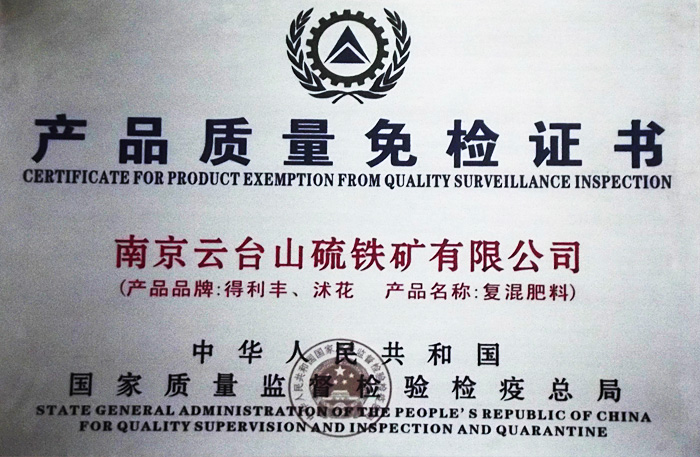 产品质量免检证书
CERTIFICATE FOR PRODUCT EXEMPTION FROM QUALITY SURVEILLANCE INSPECTION
南京云台山硫铁矿有限公司
(产品品牌:得利丰、沭花 产品名称:复混肥料)
中华人民共和国
国家质量监督检验检疫总局
STATE GENERAL ADMINISTRATION OF THE PEOPLE'S REPUBLIC OF CHINA
FOR QUALITY SUPERVISION AND INSPECTION AND QUARANTINE